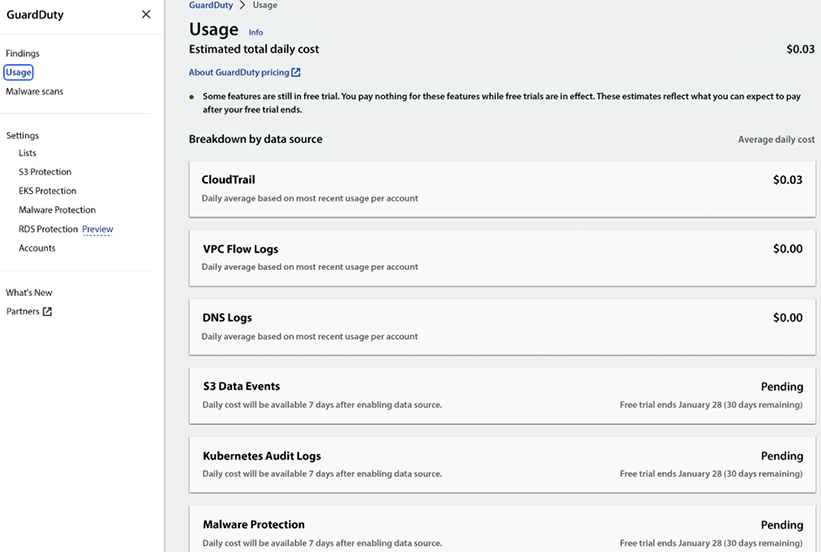 GuardDuty
Findings
Usage
Malware scans
Settings
Lists
S3 Protection
EKS Protection
Malware Protection
RDS Protection Preview
Accounts
What's New
Partners
GuardDuty > Usage
Usage Info
Estimated total daily cost $0.03
About GuardDuty pricing
Some features are still in free trial. You pay nothing for these features while free trials are in effect. These estimates reflect what you can expect to pay
after your free trial ends.
Breakdown by data source Average daily cost
CloudTrail $0.03
Daily average based on most recent usage per account
VPC Flow Logs $0.00
Daily average based on most recent usage per account
DNS Logs $0.00
Daily average based on most recent usage per account
S3 Data Events Pending
Daily cost will be available 7 days after enabling data source. Free trial ends January 28 (30 days remaining)
Kubernetes Audit Logs Pending
Daily cost will be available 7 days after enabling data source. Free trial ends January 28 (30 days remaining)
Malware Protection Pending
Daily cost will be available 7 days after enabling data source. Free trial ends January 28 (30 days remaining)